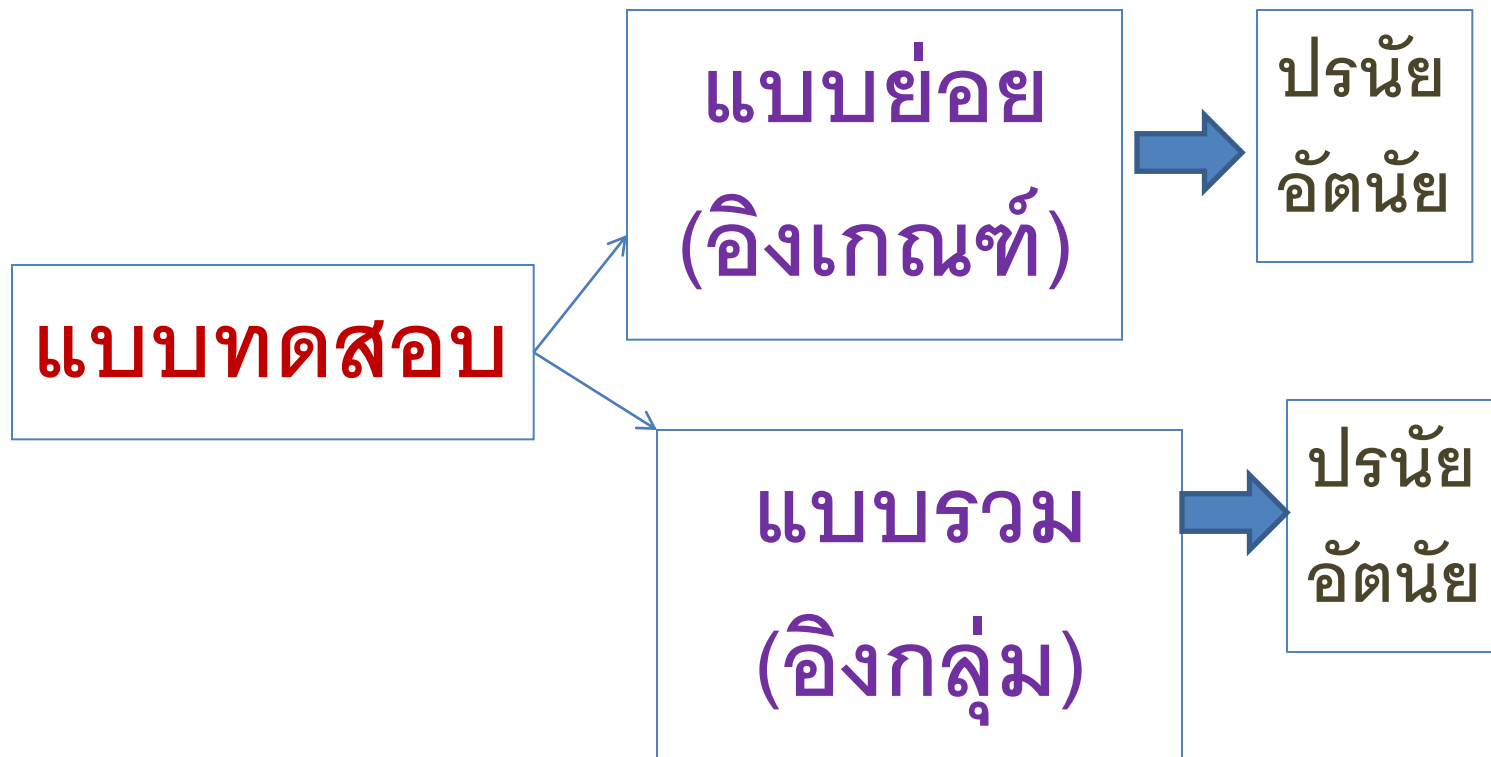 แบบทดสอบ
แบบย่อย
(อิงเกณฑ์)
ปรนัย
อัตนัย
แบบรวม
(อิงกลุ่ม)
ปรนัย
อัตนัย